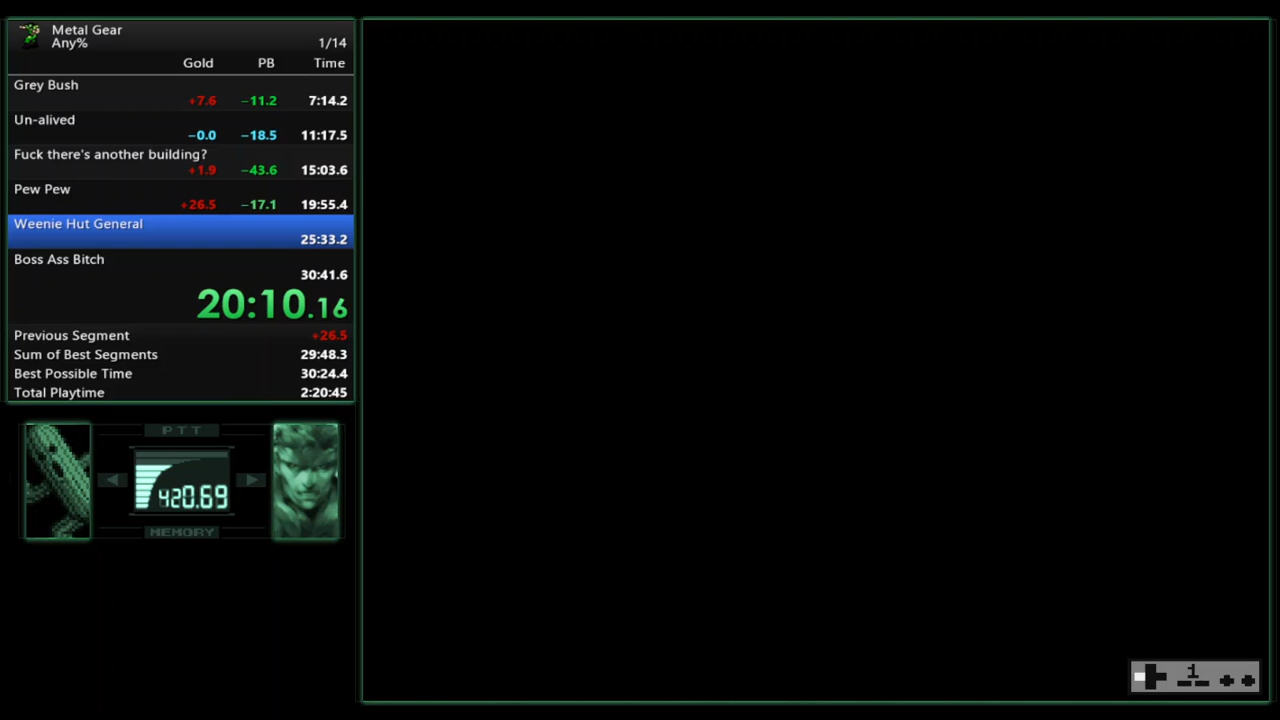 Metal Gear
Any% 1/14
Gold PB Time
Grey Bush
+7.6 −11.2 7:14.2
Un-alived
−0.0 −18.5 11:17.5
Fuck there's another building?
+1.9 −43.6 15:03.6
Pew Pew
+26.5 −17.1 19:55.4
Weenie Hut General
25:33.2
Boss Ass Bitch
30:41.6
20:10.16
Previous Segment +26.5
Sum of Best Segments 29:48.3
Best Possible Time 30:24.4
Total Playtime 2:20:45
PTT
420.69
MEMORY
1